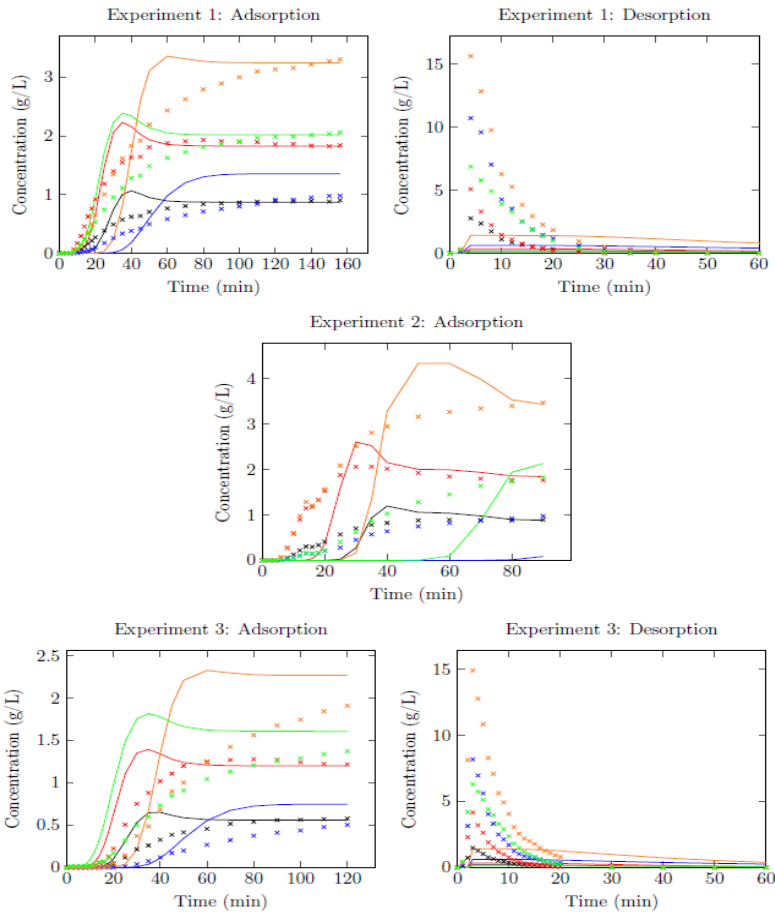 Experiment 1: Adsorption
Concentration (g/L)
3
2
1
0
0 20 40 60 80 100 120 140 160
Time (min)
Experiment 1: Desorption
Concentration (g/L)
15
10
5
0
0 10 20 30 40 50 60
Time (min)
Experiment 2: Adsorption
Concentration (g/L)
4
3
2
1
0
0 20 40 60 80
Time (min)
Experiment 3: Adsorption
Concentration (g/L)
2.5
2
1.5
1
0.5
0
0 20 40 60 80 100 120
Time (min)
Experiment 3: Desorption
Concentration (g/L)
15
10
5
0
0 10 20 30 40 50 60
Time (min)